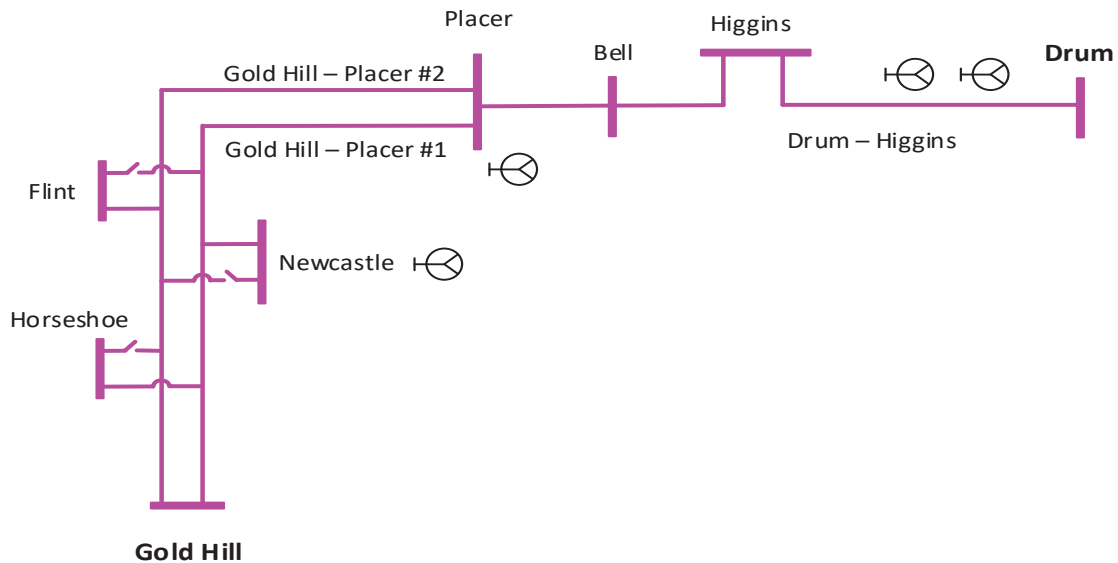 Placer
Higgins
Bell
Drum
Gold Hill – Placer #2
Gold Hill – Placer #1
Drum – Higgins
Flint
Newcastle
Horseshoe
Gold Hill